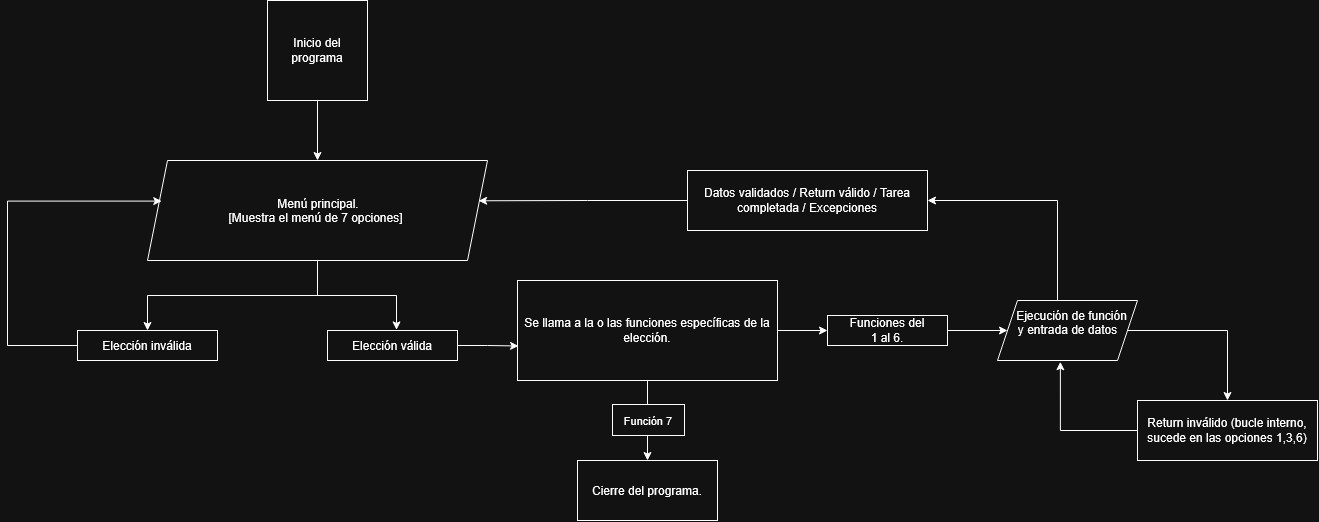 Inicio del
programa
Menú principal.
[Muestra el menú de 7 opciones]
Datos validados / Return válido / Tarea
completada / Excepciones
Elección inválida
Elección válida
Se llama a la o las funciones específicas de la
elección.
Funciones del
1 al 6.
Ejecución de función
y entrada de datos
Return inválido (bucle interno,
sucede en las opciones 1,3,6)
Función 7
Cierre del programa.